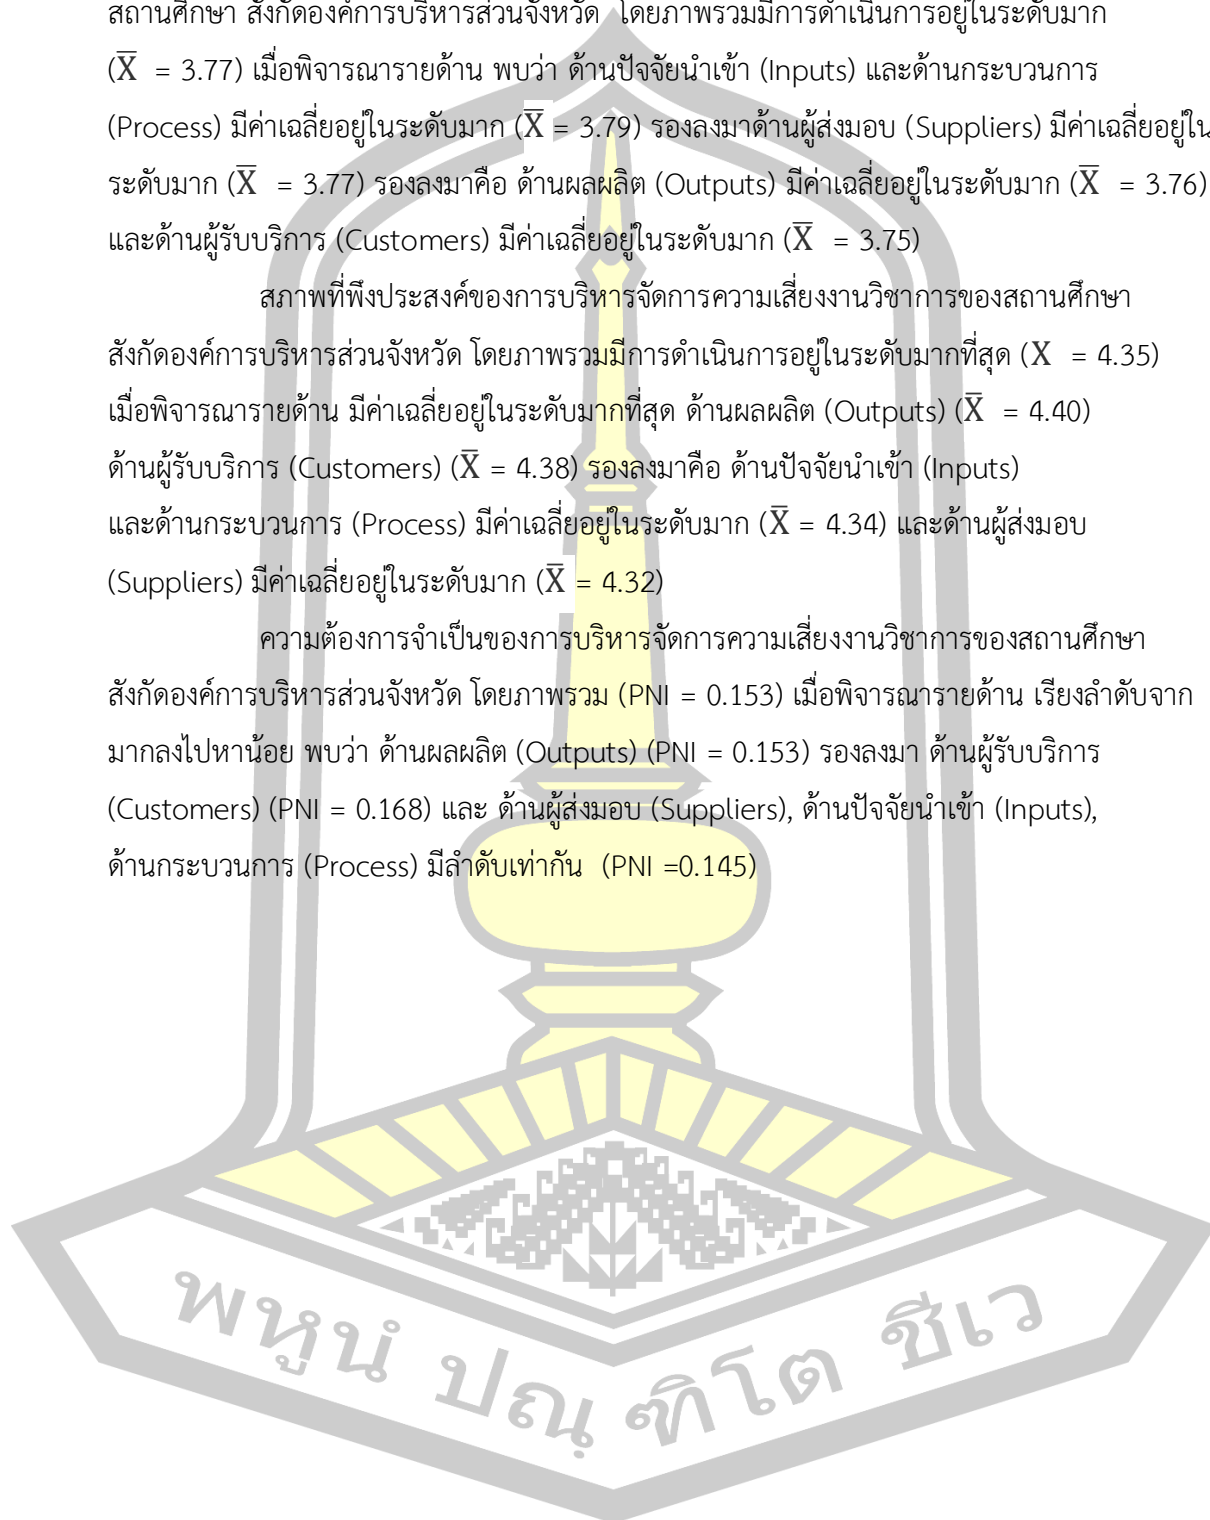 สถานศึกษา สังกัดองค์การบริหารส่วนจังหวัด โดยภาพรวมมีการดำเนินการอยู่ในระดับมาก
(X̅ = 3.77) เมื่อพิจารณารายด้าน พบว่า ด้านปัจจัยนำเข้า (Inputs) และด้านกระบวนการ
(Process) มีค่าเฉลี่ยอยู่ในระดับมาก (X̅ = 3.79) รองลงมาด้านผู้ส่งมอบ (Suppliers) มีค่าเฉลี่ยอยู่ใน
ระดับมาก (X̅ = 3.77) รองลงมาคือ ด้านผลผลิต (Outputs) มีค่าเฉลี่ยอยู่ในระดับมาก (X̅ = 3.76)
และด้านผู้รับบริการ (Customers) มีค่าเฉลี่ยอยู่ในระดับมาก (X̅ = 3.75)
สภาพที่พึงประสงค์ของการบริหารจัดการความเสี่ยงงานวิชาการของสถานศึกษา
สังกัดองค์การบริหารส่วนจังหวัด โดยภาพรวมมีการดำเนินการอยู่ในระดับมากที่สุด (X = 4.35)
เมื่อพิจารณารายด้าน มีค่าเฉลี่ยอยู่ในระดับมากที่สุด ด้านผลผลิต (Outputs) (X̅ = 4.40)
ด้านผู้รับบริการ (Customers) (X̅ = 4.38) รองลงมาคือ ด้านปัจจัยนำเข้า (Inputs)
และด้านกระบวนการ (Process) มีค่าเฉลี่ยอยู่ในระดับมาก (X̅ = 4.34) และด้านผู้ส่งมอบ
(Suppliers) มีค่าเฉลี่ยอยู่ในระดับมาก (X̅ = 4.32)
ความต้องการจำเป็นของการบริหารจัดการความเสี่ยงงานวิชาการของสถานศึกษา
สังกัดองค์การบริหารส่วนจังหวัด โดยภาพรวม (PNI = 0.153) เมื่อพิจารณารายด้าน เรียงลำดับจาก
มากลงไปหาน้อย พบว่า ด้านผลผลิต (Outputs) (PNI = 0.153) รองลงมา ด้านผู้รับบริการ
(Customers) (PNI = 0.168) และ ด้านผู้ส่งมอบ (Suppliers), ด้านปัจจัยนำเข้า (Inputs),
ด้านกระบวนการ (Process) มีลำดับเท่ากัน (PNI =0.145)
พหูนํ ปณฺฑิโต ชีเว